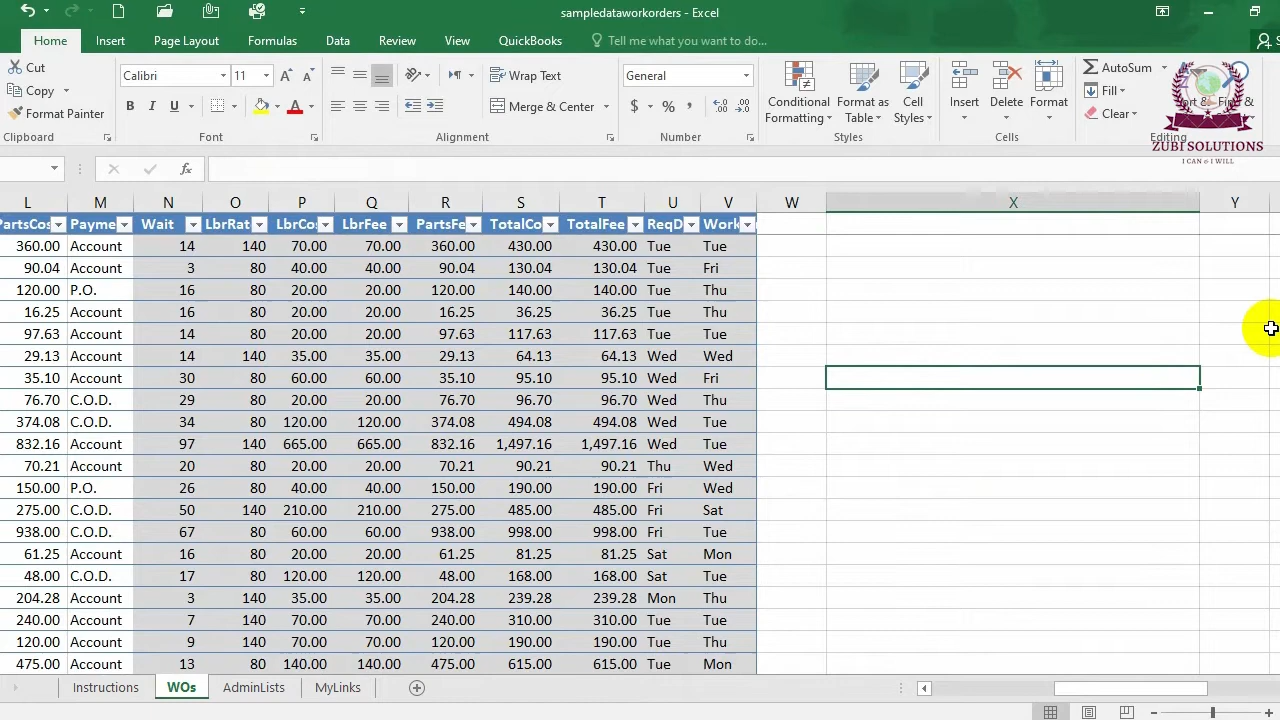 sampledataworkorders - Excel
Home Insert Page Layout Formulas Data Review View QuickBooks Tell me what you want to do...
Cut
Copy
Format Painter
Clipboard
Calibri 11
B I U
Font
Wrap Text
Merge & Center
Alignment
General
$ %
Number
Conditional Formatting
Format as Table
Cell Styles
Styles
Insert Delete Format
Cells
AutoSum
Fill
Clear
Editing
ZUBI SOLUTIONS
I CAN & I WILL
fx
L M N O P Q R S T U V W X Y
PartsCos Payme Wait LbrRat LbrCos LbrFee PartsFe TotalCo TotalFee ReqD Work
360.00 Account 14 140 70.00 70.00 360.00 430.00 430.00 Tue Tue
90.04 Account 3 80 40.00 40.00 90.04 130.04 130.04 Tue Fri
120.00 P.O. 16 80 20.00 20.00 120.00 140.00 140.00 Tue Thu
16.25 Account 16 80 20.00 20.00 16.25 36.25 36.25 Tue Thu
97.63 Account 14 80 20.00 20.00 97.63 117.63 117.63 Tue Tue
29.13 Account 14 140 35.00 35.00 29.13 64.13 64.13 Wed Wed
35.10 Account 30 80 60.00 60.00 35.10 95.10 95.10 Wed Fri
76.70 C.O.D. 29 80 20.00 20.00 76.70 96.70 96.70 Wed Thu
374.08 C.O.D. 34 80 120.00 120.00 374.08 494.08 494.08 Wed Tue
832.16 Account 97 140 665.00 665.00 832.16 1,497.16 1,497.16 Wed Tue
70.21 Account 20 80 20.00 20.00 70.21 90.21 90.21 Thu Wed
150.00 P.O. 26 80 40.00 40.00 150.00 190.00 190.00 Fri Wed
275.00 C.O.D. 50 140 210.00 210.00 275.00 485.00 485.00 Fri Sat
938.00 C.O.D. 67 80 60.00 60.00 938.00 998.00 998.00 Fri Tue
61.25 Account 16 80 20.00 20.00 61.25 81.25 81.25 Sat Mon
48.00 C.O.D. 17 80 120.00 120.00 48.00 168.00 168.00 Sat Tue
204.28 Account 3 140 35.00 35.00 204.28 239.28 239.28 Mon Thu
240.00 Account 7 140 70.00 70.00 240.00 310.00 310.00 Tue Tue
120.00 Account 9 140 70.00 70.00 120.00 190.00 190.00 Tue Thu
475.00 Account 13 80 140.00 140.00 475.00 615.00 615.00 Tue Mon
Instructions WOs AdminLists MyLinks